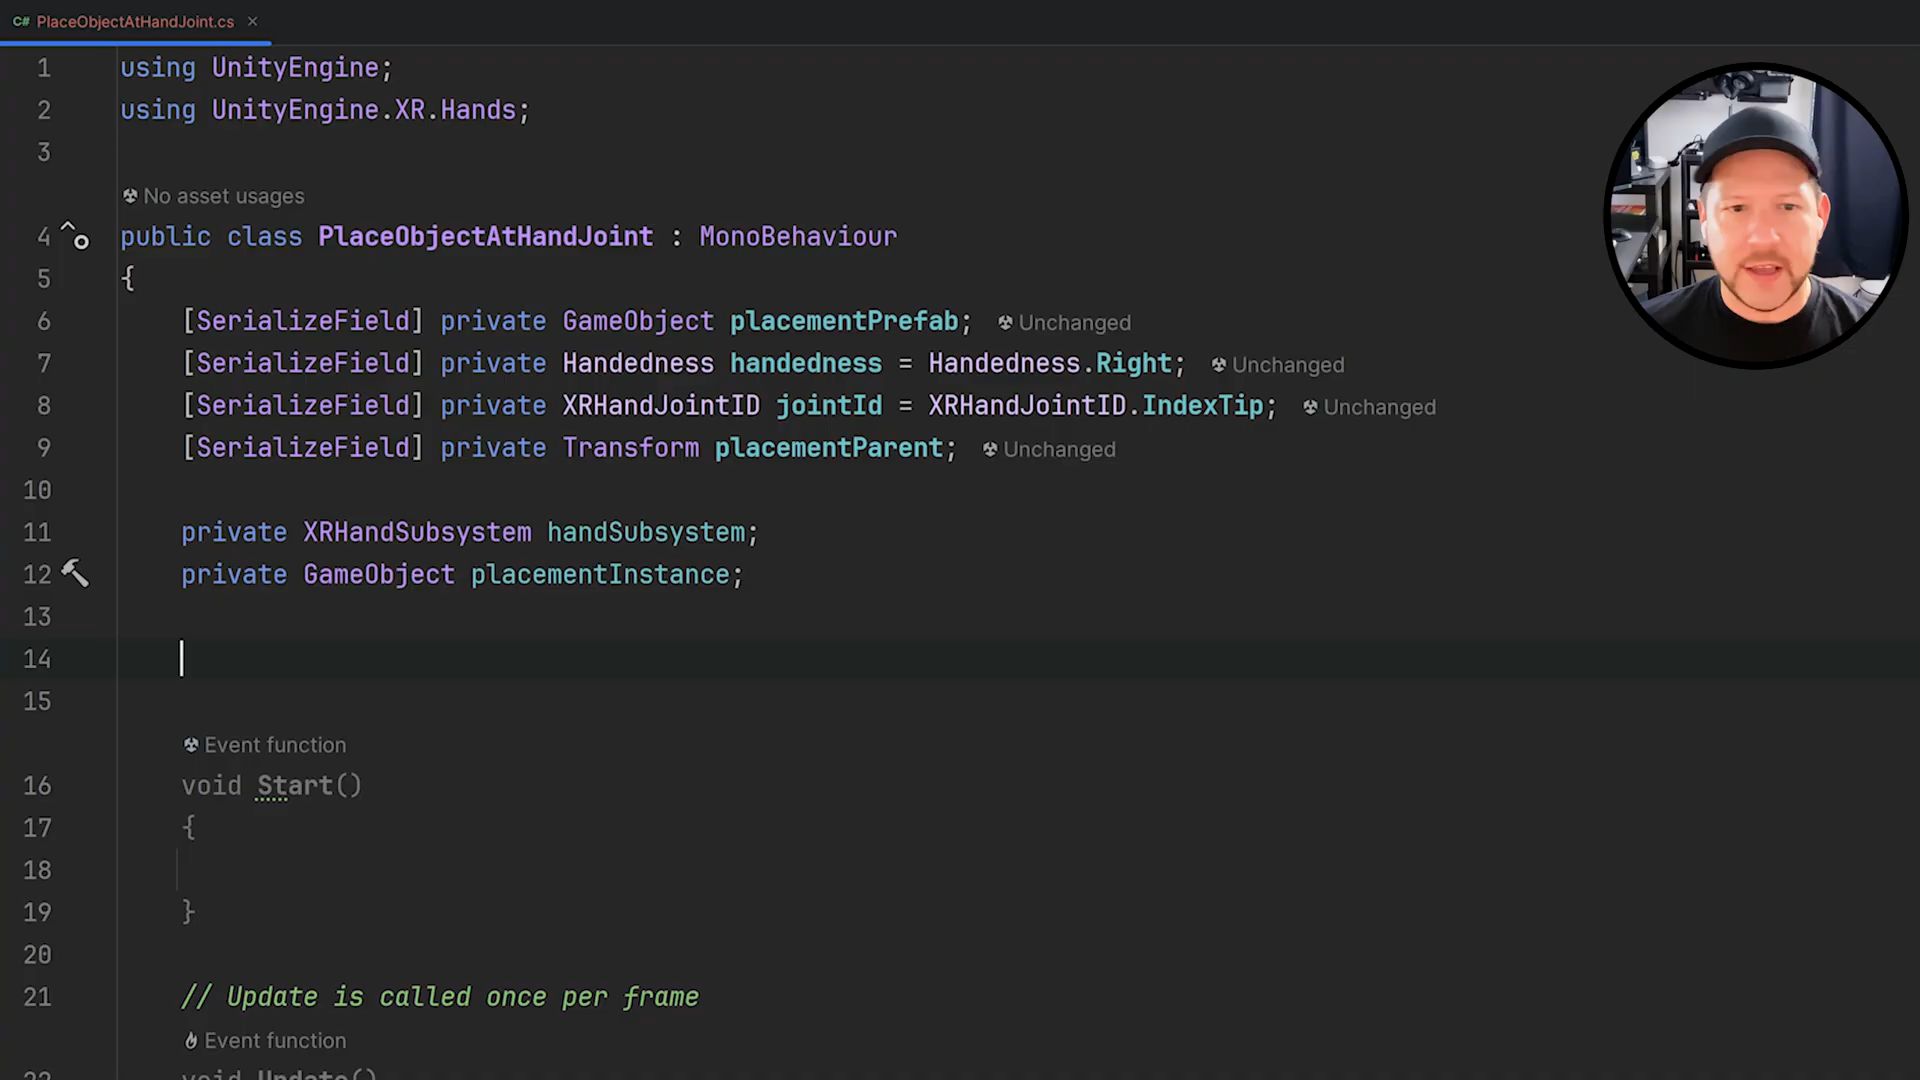 C# PlaceObjectAtHandJoint.cs ×
1 using UnityEngine;
2 using UnityEngine.XR.Hands;
3
No asset usages
4 public class PlaceObjectAtHandJoint : MonoBehaviour
5 {
6 [SerializeField] private GameObject placementPrefab; Unchanged
7 [SerializeField] private Handedness handedness = Handedness.Right; Unchanged
8 [SerializeField] private XRHandJointID jointId = XRHandJointID.IndexTip; Unchanged
9 [SerializeField] private Transform placementParent; Unchanged
10
11 private XRHandSubsystem handSubsystem;
12 private GameObject placementInstance;
13
14
15
Event function
16 void Start()
17 {
18
19 }
20
21 // Update is called once per frame
Event function
22 void Update()